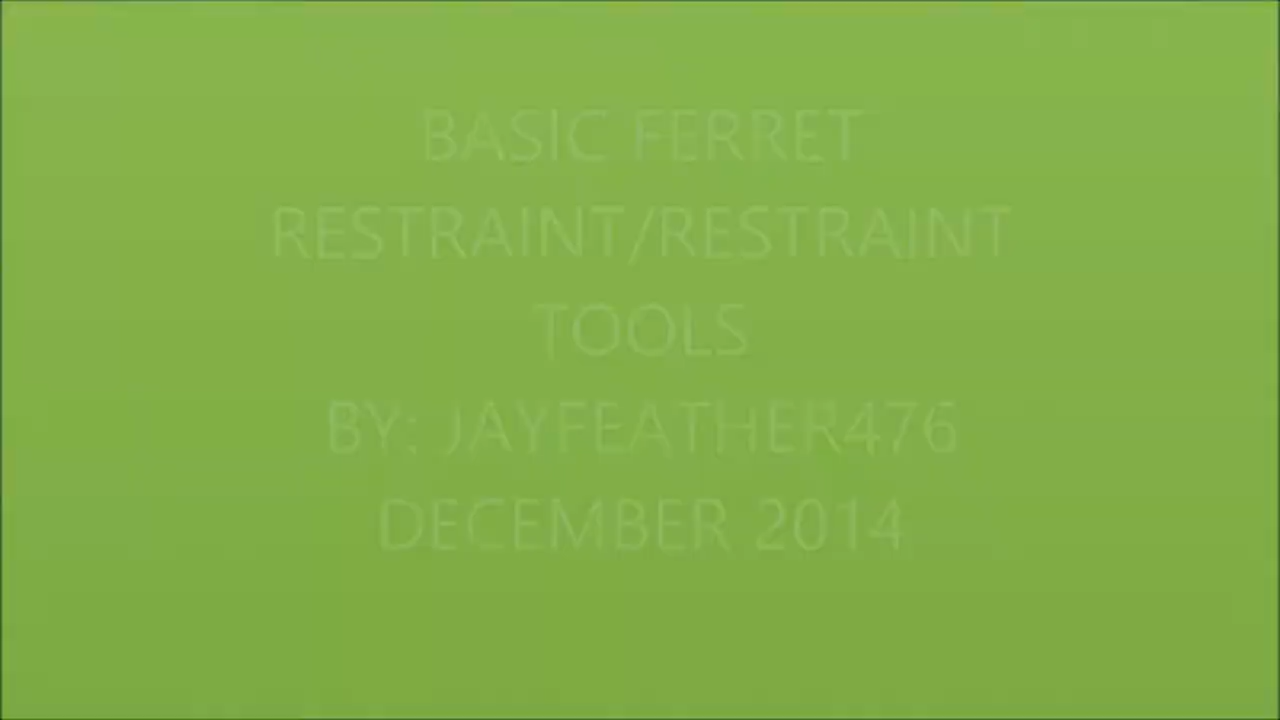 BASIC FERRET
RESTRAINT/RESTRAINT
TOOLS
BY: JAYFEATHER476
DECEMBER 2014